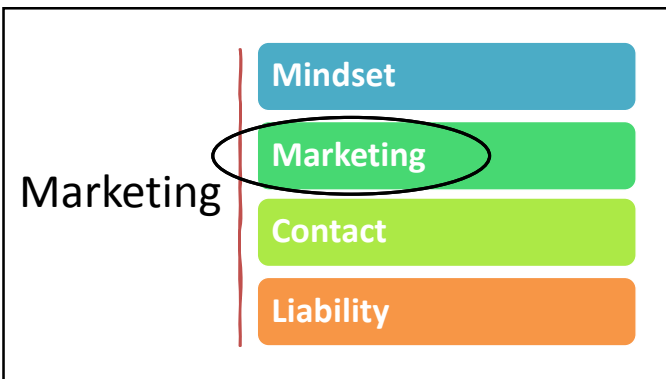 Marketing
Mindset
Marketing
Contact
Liability